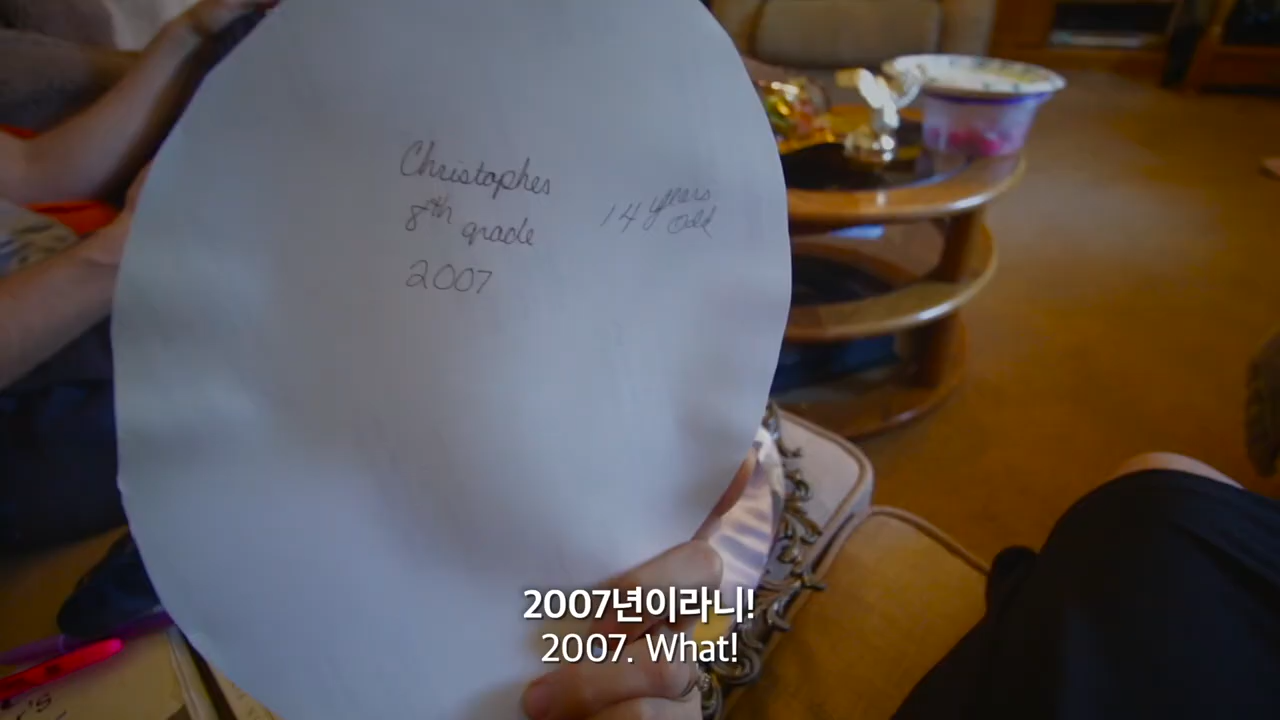 Christopher
8th grade
14 years old
2007
2007년이라니!
2007. What!